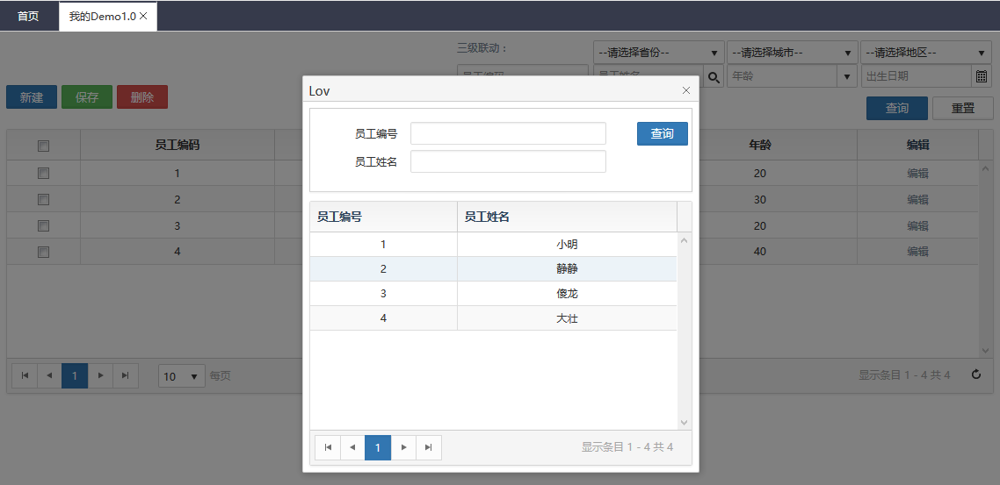 首页 我的Demo1.0
三级联动： --请选择省份-- --请选择城市-- --请选择地区--
员工编码 员工姓名 年龄 出生日期
新建 保存 删除
查询 重置
员工编码 年龄 编辑
1 20 编辑
2 30 编辑
3 20 编辑
4 40 编辑
1 10 每页 显示条目 1 - 4 共 4
Lov
员工编号 查询
员工姓名
员工编号 员工姓名
1 小明
2 静静
3 傻龙
4 大壮
1 显示条目 1 - 4 共 4